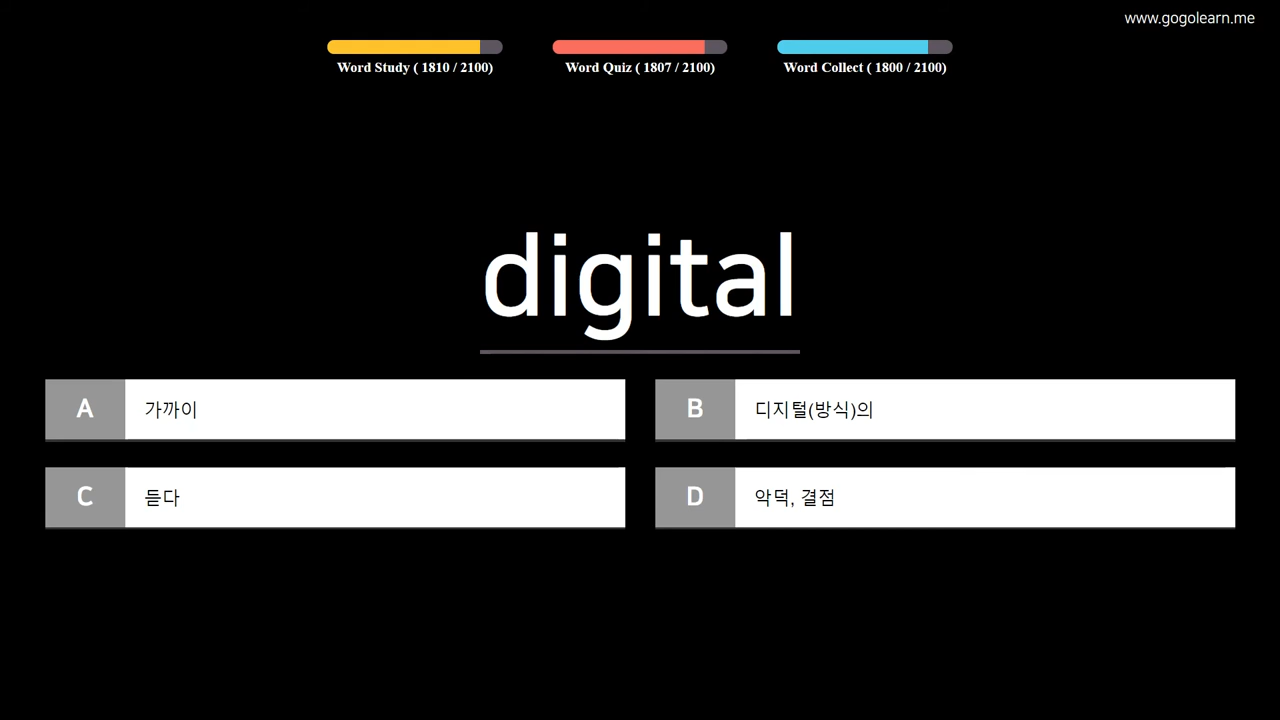 www.gogolearn.me
Word Study ( 1810 / 2100)
Word Quiz ( 1807 / 2100)
Word Collect ( 1800 / 2100)
digital
A 가까이
B 디지털(방식)의
C 듣다
D 악덕, 결점